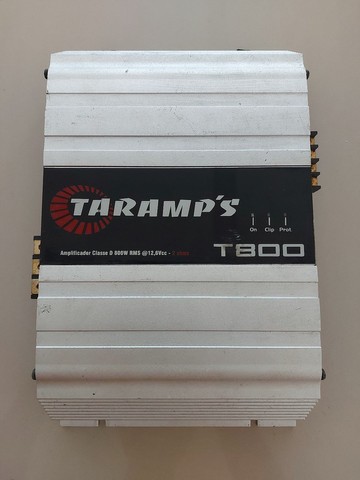 TARAMP'S
On Clip Prot
T800
Amplificador Classe D 800W RMS @12,6Vcc -